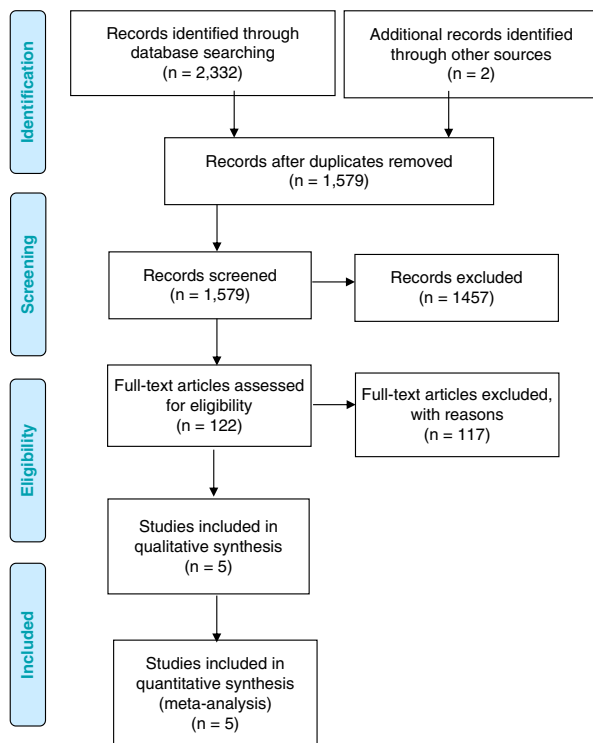 Identification
Records identified through
database searching
(n = 2,332)
Additional records identified
through other sources
(n = 2)
Records after duplicates removed
(n = 1,579)
Screening
Records screened
(n = 1,579)
Records excluded
(n = 1457)
Eligibility
Full-text articles assessed
for eligibility
(n = 122)
Full-text articles excluded,
with reasons
(n = 117)
Studies included in
qualitative synthesis
(n = 5)
Included
Studies included in
quantitative synthesis
(meta-analysis)
(n = 5)